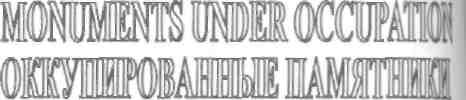 MONUMENTS UNDER OCCUPATION
ОККУПИРОВАННЫЕ ПАМЯТНИКИ